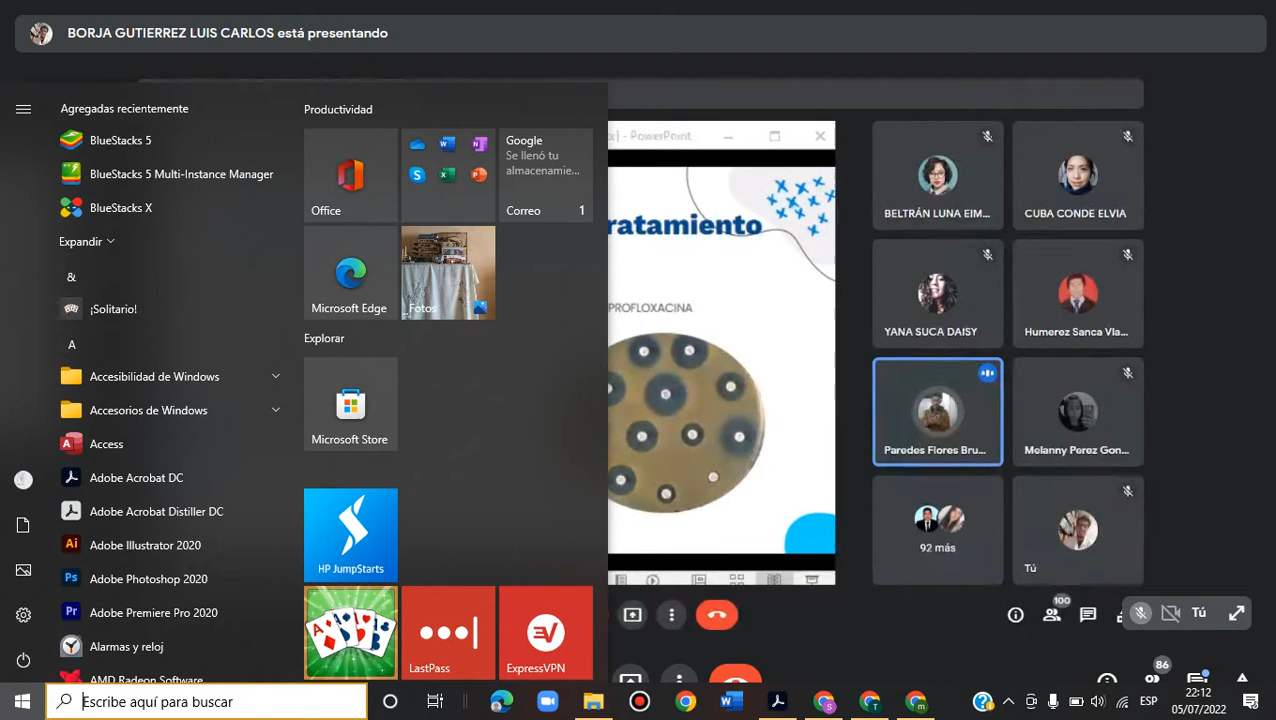 BORJA GUTIERREZ LUIS CARLOS está presentando
Agregadas recientemente
BlueStacks 5
BlueStacks 5 Multi-Instance Manager
BlueStacks X
Expandir
&
¡Solitario!
A
Accesibilidad de Windows
Accesorios de Windows
Access
Adobe Acrobat DC
Adobe Acrobat Distiller DC
Adobe Illustrator 2020
Adobe Photoshop 2020
Adobe Premiere Pro 2020
Alarmas y reloj
AMD Radeon Software
Productividad
Office
Google
Se llenó tu
almacenamie...
Correo 1
Microsoft Edge
Fotos
Explorar
Microsoft Store
HP JumpStarts
LastPass
ExpressVPN
] - PowerPoint
ratamiento
PROFLOXACINA
BELTRÁN LUNA EIM...
CUBA CONDE ELVIA
YANA SUCA DAISY
Humerez Sanca Vla...
Paredes Flores Bru...
Melanny Perez Gon...
92 más
Tú
100
Tú
86
Escribe aquí para buscar
ESP
22:12
05/07/2022